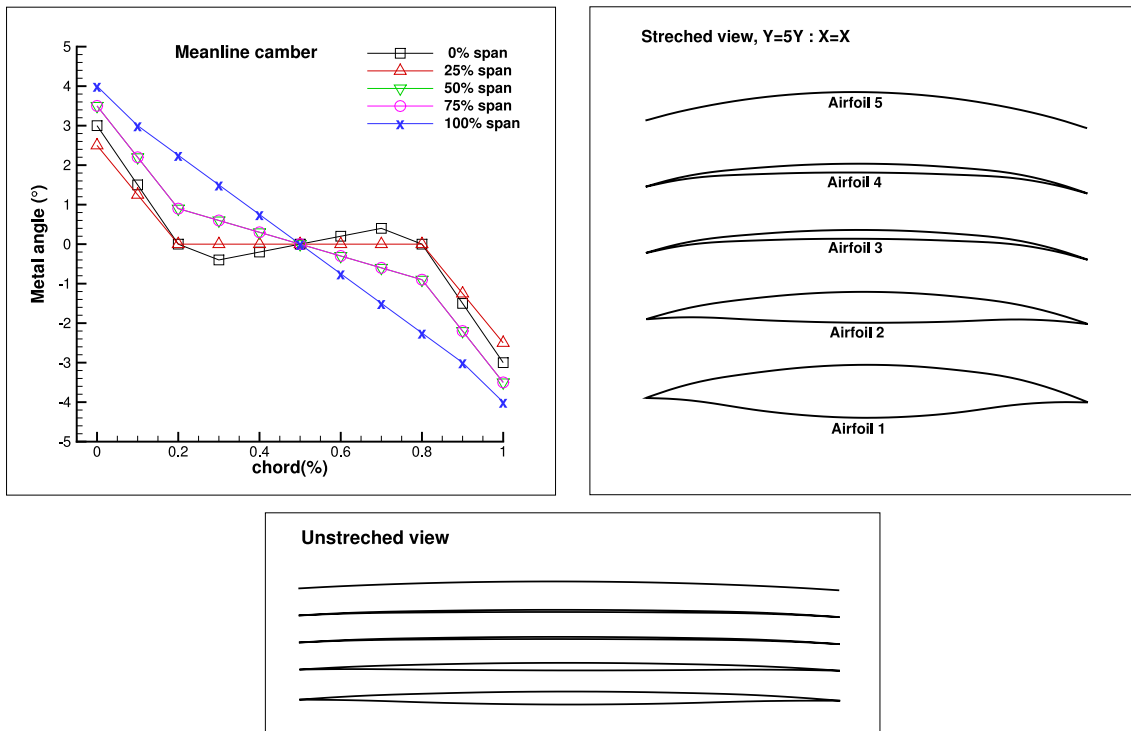 Meanline camber
0% span
25% span
50% span
75% span
100% span
5
4
3
2
1
0
-1
-2
-3
-4
-5
Metal angle (°)
0
0.2
0.4
0.6
0.8
1
chord(%)
Streched view, Y=5Y : X=X
Airfoil 5
Airfoil 4
Airfoil 3
Airfoil 2
Airfoil 1
Unstreched view